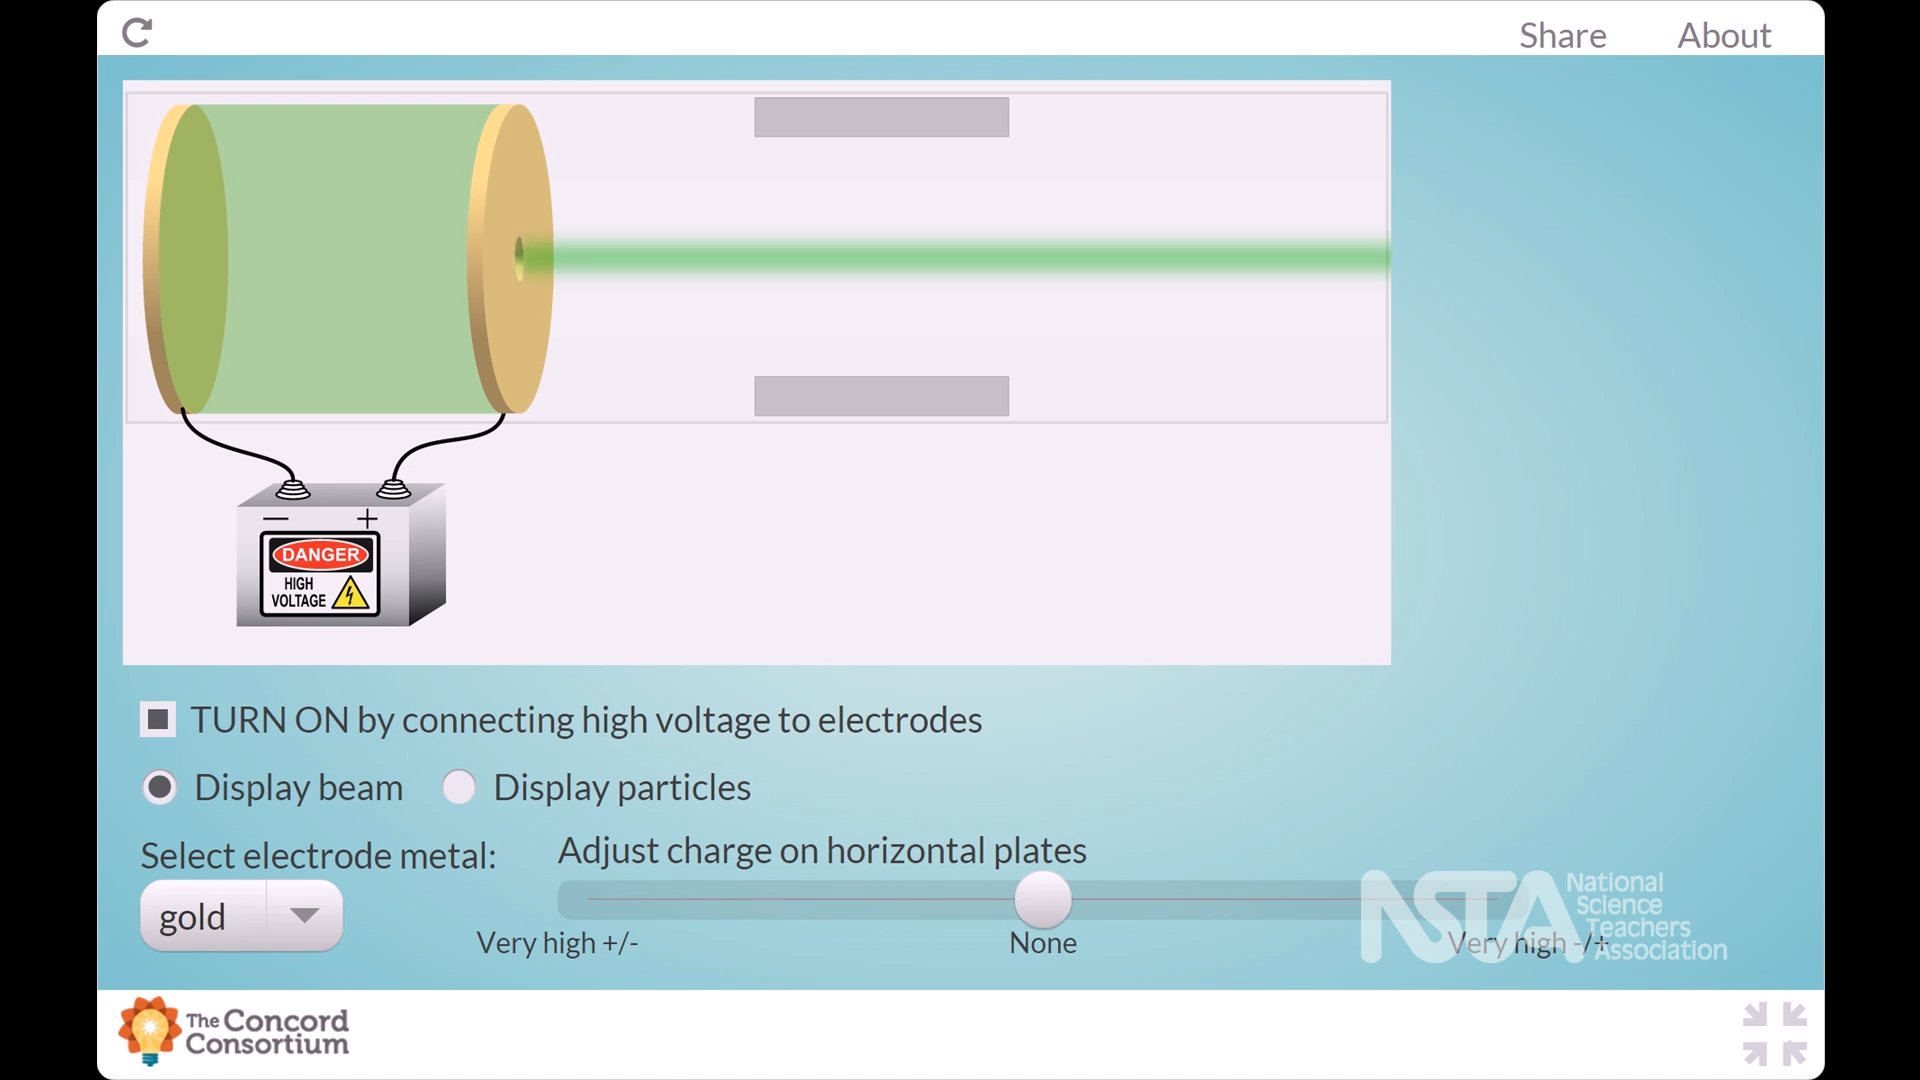 Share About
− +
DANGER
HIGH
VOLTAGE
TURN ON by connecting high voltage to electrodes
Display beam Display particles
Select electrode metal: Adjust charge on horizontal plates
gold
Very high +/- None Very high -/+
NSTA National
Science
Teachers
Association
The Concord
Consortium